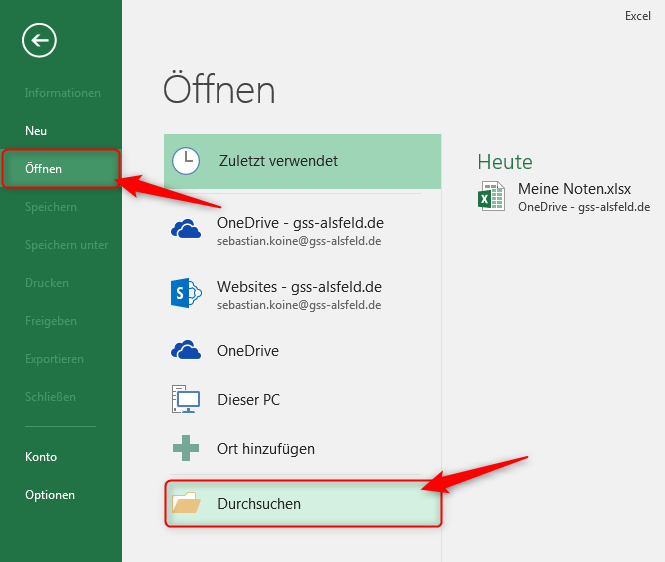 Excel
Informationen
Neu
Öffnen
Speichern
Speichern unter
Drucken
Freigeben
Exportieren
Schließen
Konto
Optionen
Öffnen
Zuletzt verwendet
OneDrive - gss-alsfeld.de
sebastian.koine@gss-alsfeld.de
Websites - gss-alsfeld.de
sebastian.koine@gss-alsfeld.de
OneDrive
Dieser PC
Ort hinzufügen
Durchsuchen
Heute
Meine Noten.xlsx
OneDrive - gss-alsfeld.de